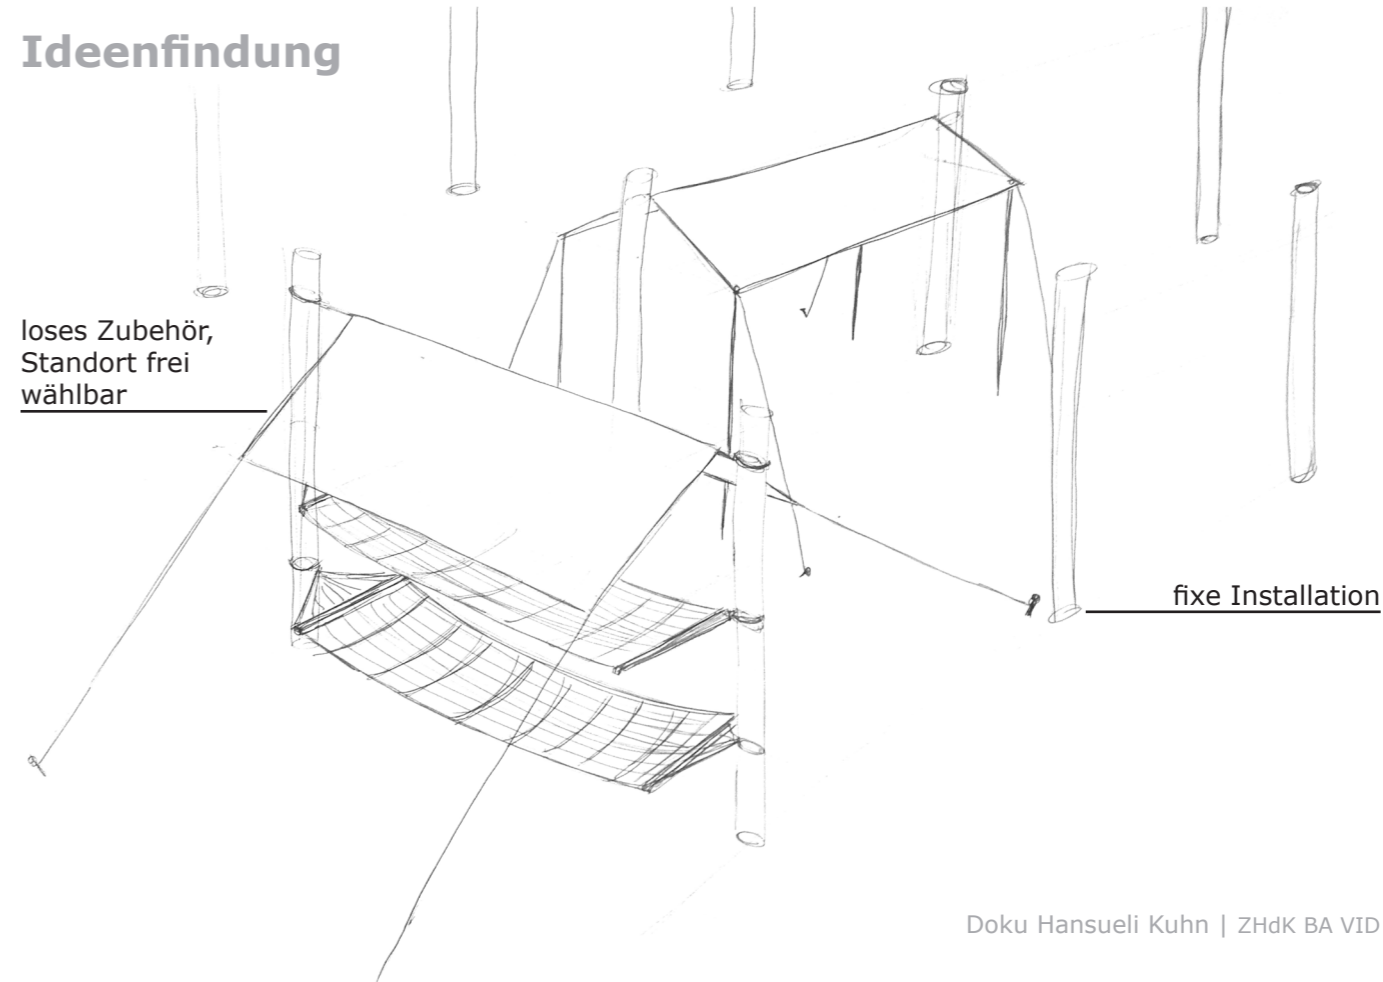 Ideenfindung
loses Zubehör,
Standort frei
wählbar
fixe Installation
Doku Hansueli Kuhn | ZHdK BA VID